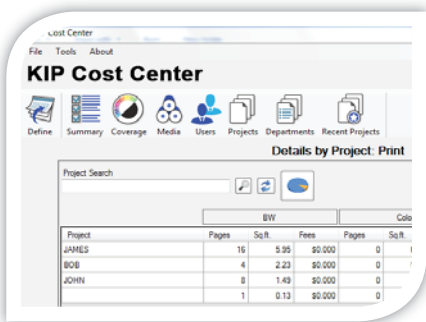 Cost Center
File Tools About
KIP Cost Center
Define Summary Coverage Media Users Projects Departments Recent Projects
Details by Project: Print
Project Search
BW
Project Pages Sq.ft. Fees Pages Sq.ft.
JAMES 16 5.95 $0.000 0
BOB 4 2.23 $0.000 0
JOHN 8 1.49 $0.000 0
1 0.13 $0.000 0